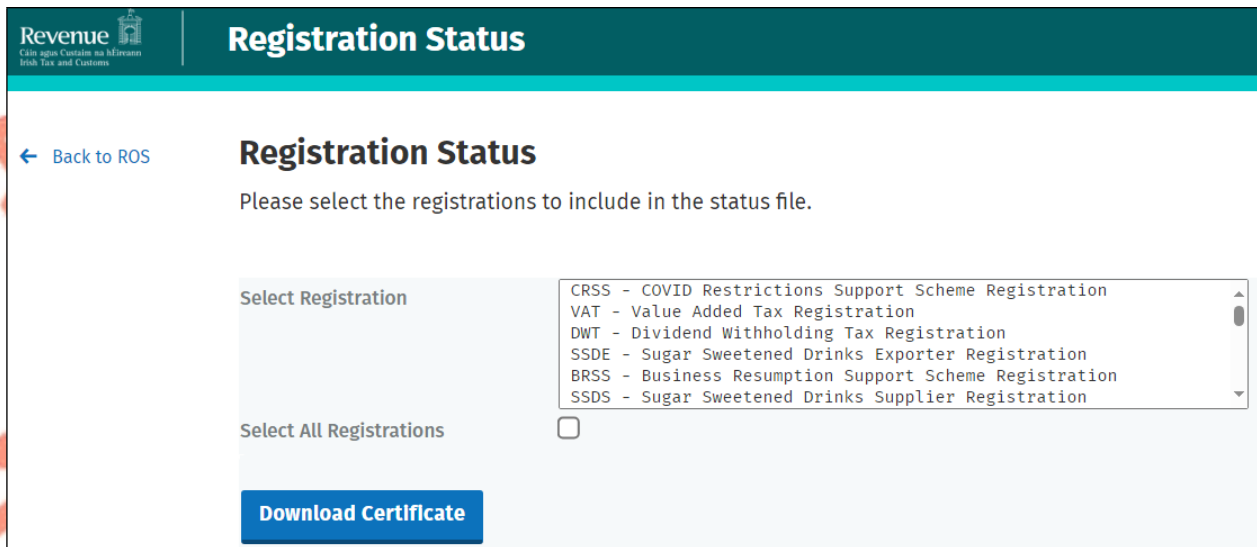 Revenue
Cáin agus Custaim na hÉireann
Irish Tax and Customs
Registration Status
← Back to ROS
Registration Status
Please select the registrations to include in the status file.
Select Registration
CRSS - COVID Restrictions Support Scheme Registration
VAT - Value Added Tax Registration
DWT - Dividend Withholding Tax Registration
SSDE - Sugar Sweetened Drinks Exporter Registration
BRSS - Business Resumption Support Scheme Registration
SSDS - Sugar Sweetened Drinks Supplier Registration
Select All Registrations
Download Certificate